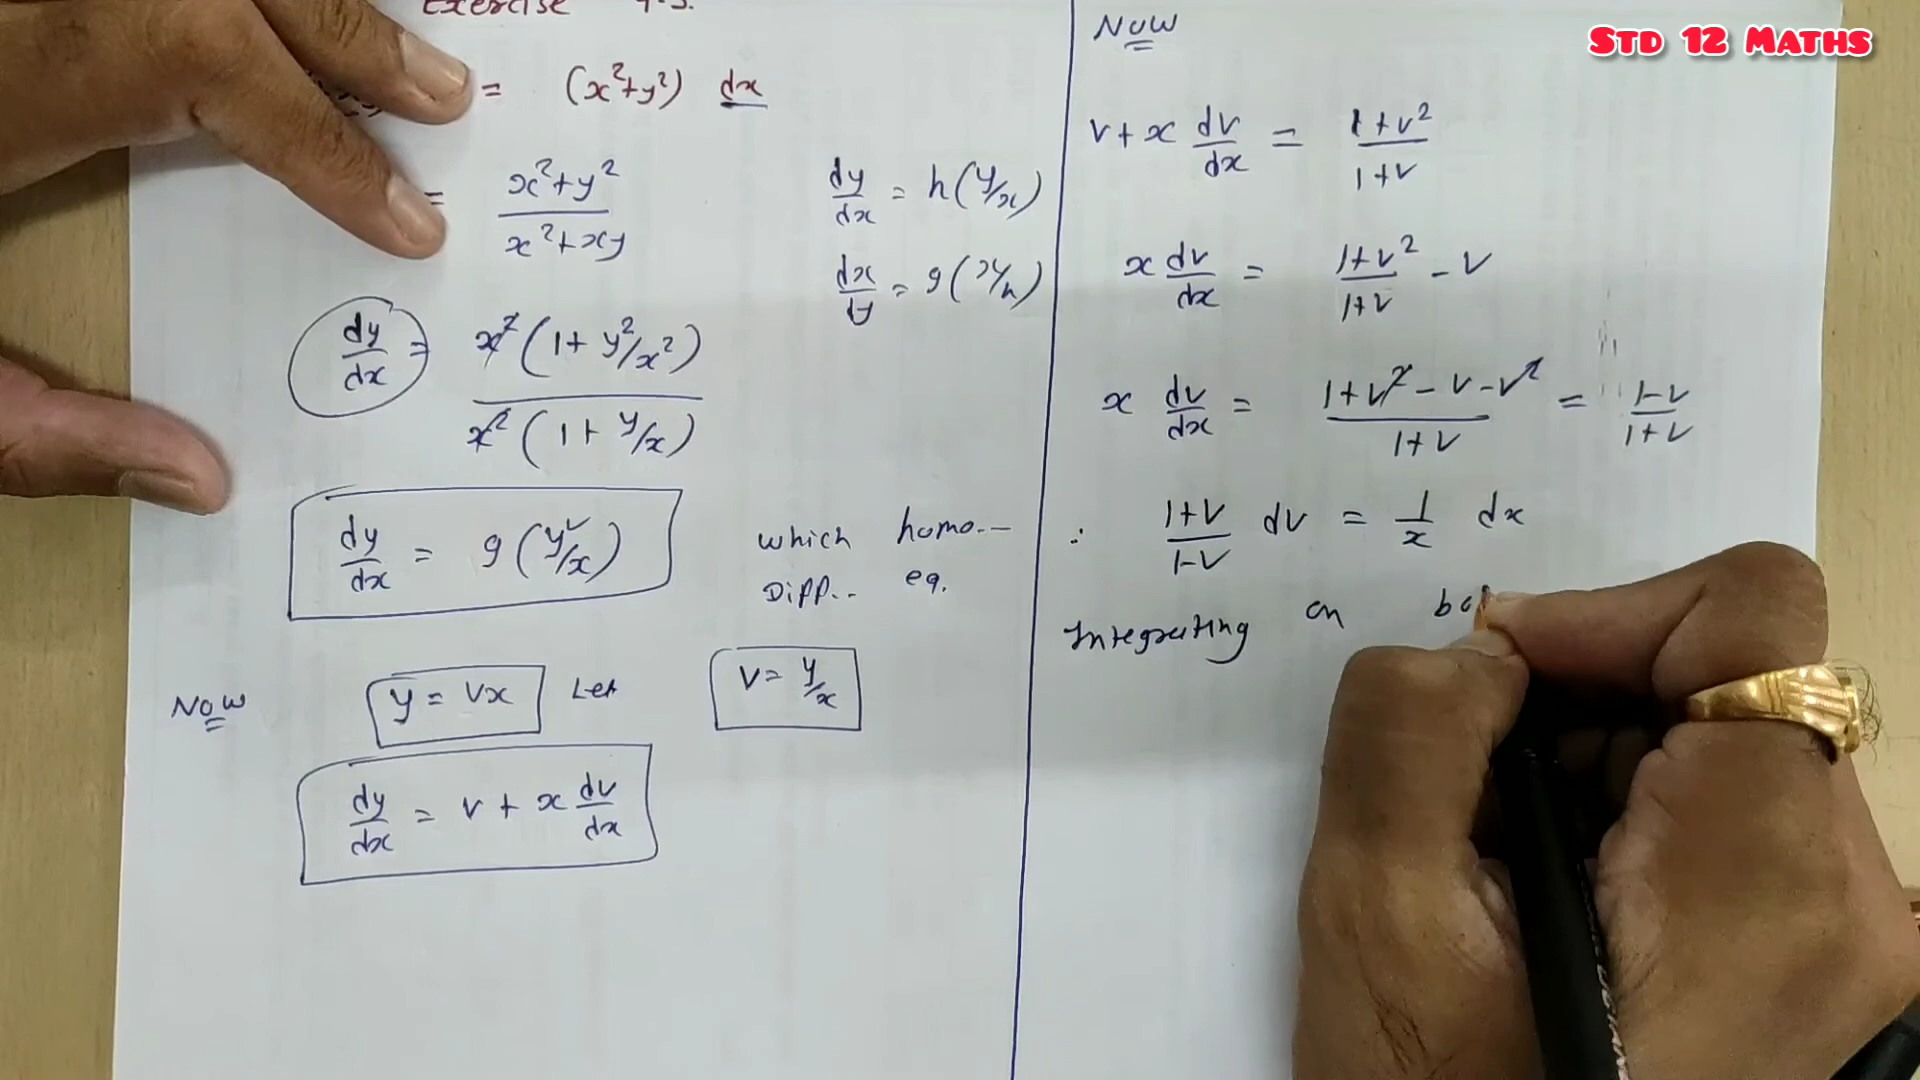 Exercise 9.5.
= (x²+y²) dx
= x²+y² / x²+xy
dy/dx = h(y/x)
dx/dy = g(x/y)
dy/dx = x²(1+y²/x²) / x²(1+y/x)
dy/dx = g(y/x) which homo..-
Diff.. eq.
Now y = vx Let v = y/x
dy/dx = v + x dv/dx
Now
v + x dv/dx = 1+v² / 1+v
x dv/dx = 1+v² / 1+v - v
x dv/dx = 1+v²-v-v² / 1+v = 1-v / 1+v
∴ 1+v / 1-v dv = 1/x dx
Integrating on
STD 12 MATHS